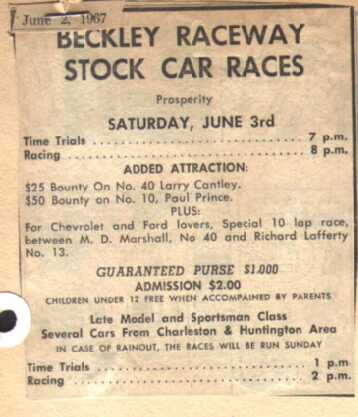 June 2, 1967
BECKLEY RACEWAY
STOCK CAR RACES
Prosperity
SATURDAY, JUNE 3rd
Time Trials 7 p.m.
Racing 8 p.m.
ADDED ATTRACTION:
$25 Bounty On No. 40 Larry Cantley.
$50 Bounty on No. 10, Paul Prince.
PLUS:
For Chevrolet and Ford lovers, Special 10 lap race,
between M. D. Marshall, No 40 and Richard Lafferty
No. 13.
GUARANTEED PURSE $1.000
ADMISSION $2.00
CHILDREN UNDER 12 FREE WHEN ACCOMPANIED BY PARENTS
Late Model and Sportsman Class
Several Cars From Charleston & Huntington Area
IN CASE OF RAINOUT, THE RACES WILL BE RUN SUNDAY
Time Trials 1 p.m
Racing 2 p.m.